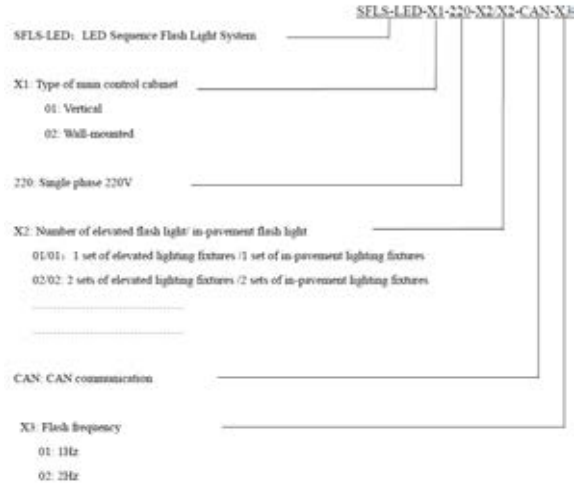 SFLS-LED-X1-220-X2/X2-CAN-X3
SFLS-LED: LED Sequence Flash Light System
X1: Type of main control cabinet
01: Vertical
02: Wall-mounted
220: Single phase 220V
X2: Number of elevated flash light/ in-pavement flash light
01/01: 1 set of elevated lighting fixtures /1 set of in-pavement lighting fixtures
02/02: 2 sets of elevated lighting fixtures /2 sets of in-pavement lighting fixtures
CAN: CAN communication
X3: Flash frequency
01: 1Hz
02: 2Hz